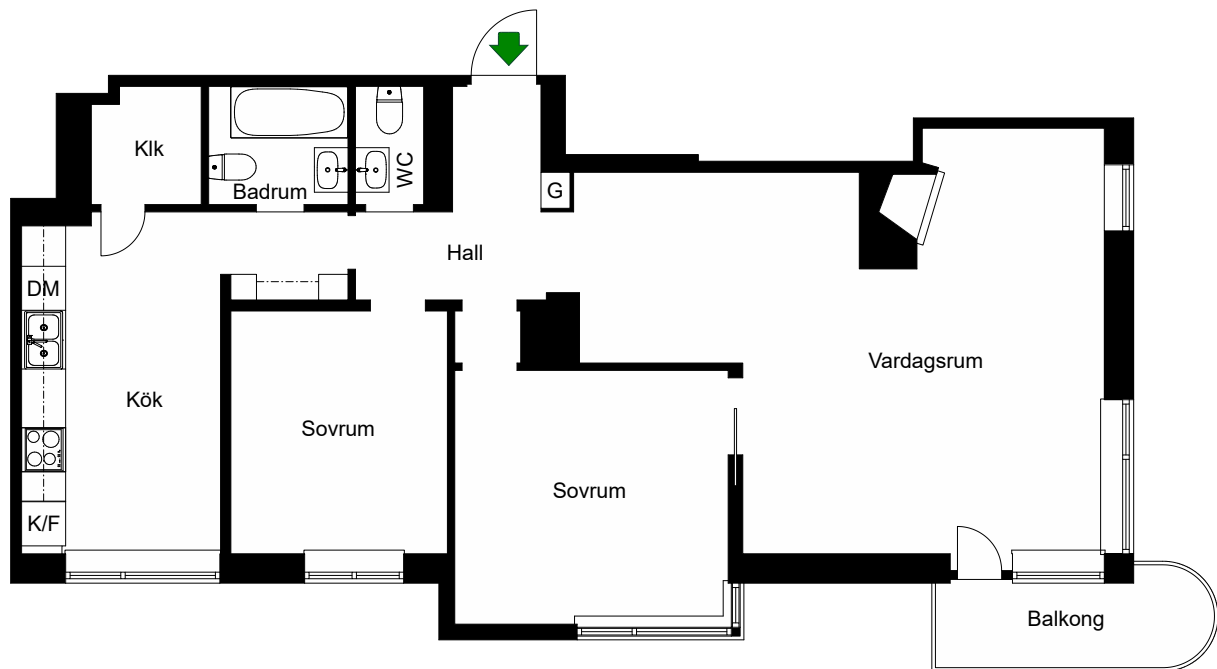 Klk
Badrum
WC
G
Hall
DM
Vardagsrum
Kök
Sovrum
Sovrum
K/F
Balkong